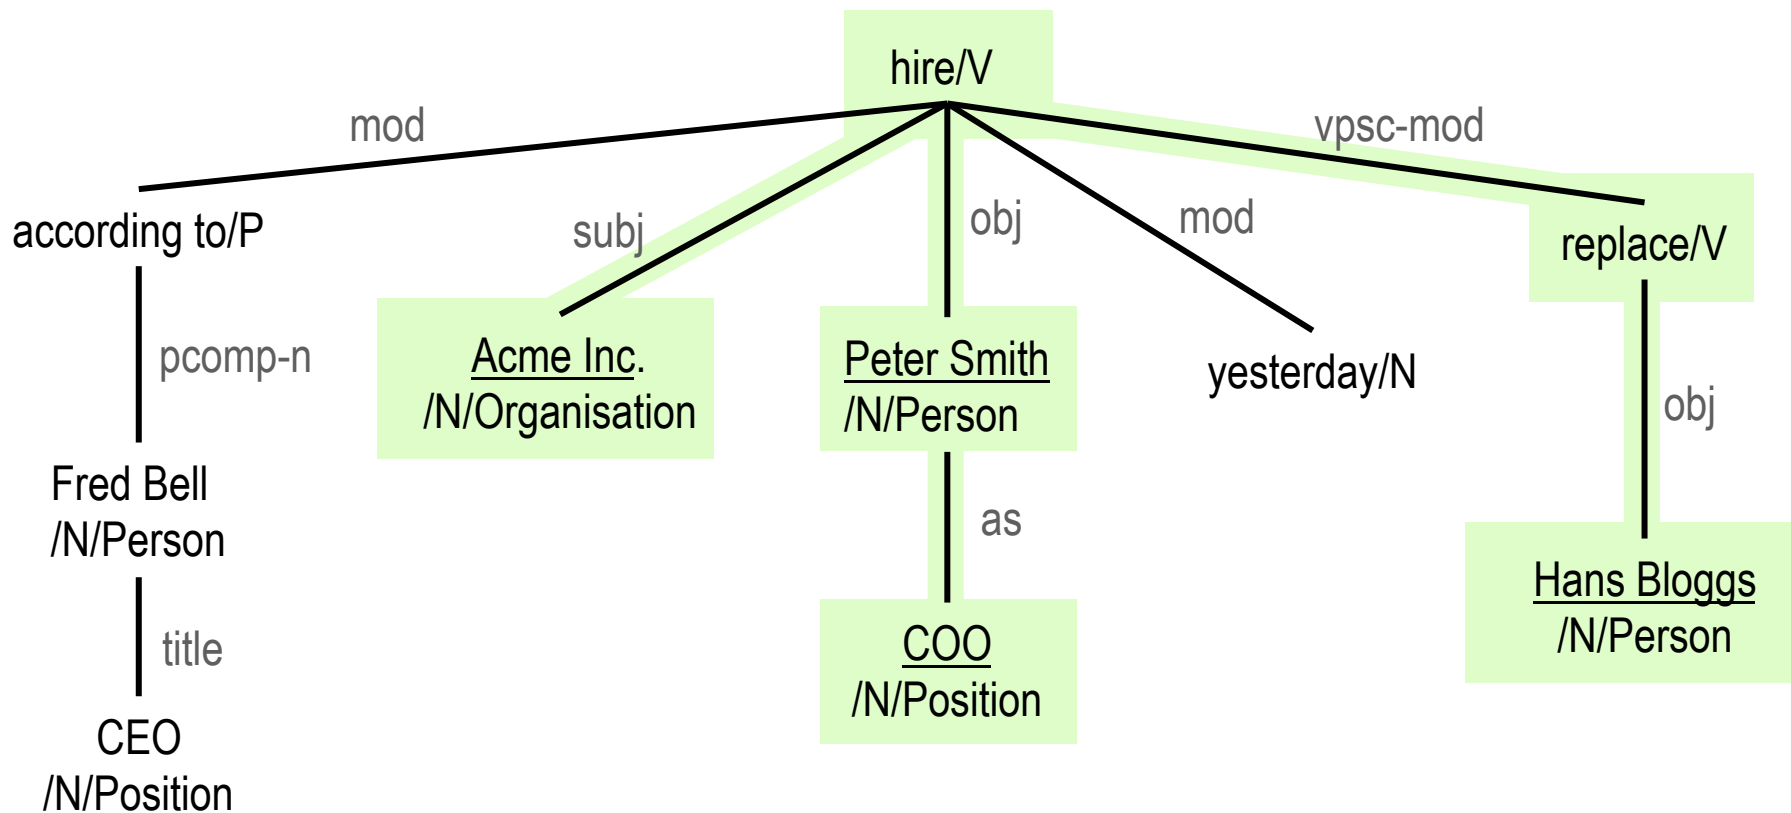 hire/V
mod
vpsc-mod
according to/P
subj
obj
mod
replace/V
pcomp-n
Acme Inc.
/N/Organisation
Peter Smith
/N/Person
yesterday/N
obj
Fred Bell
/N/Person
as
Hans Bloggs
/N/Person
title
COO
/N/Position
CEO
/N/Position